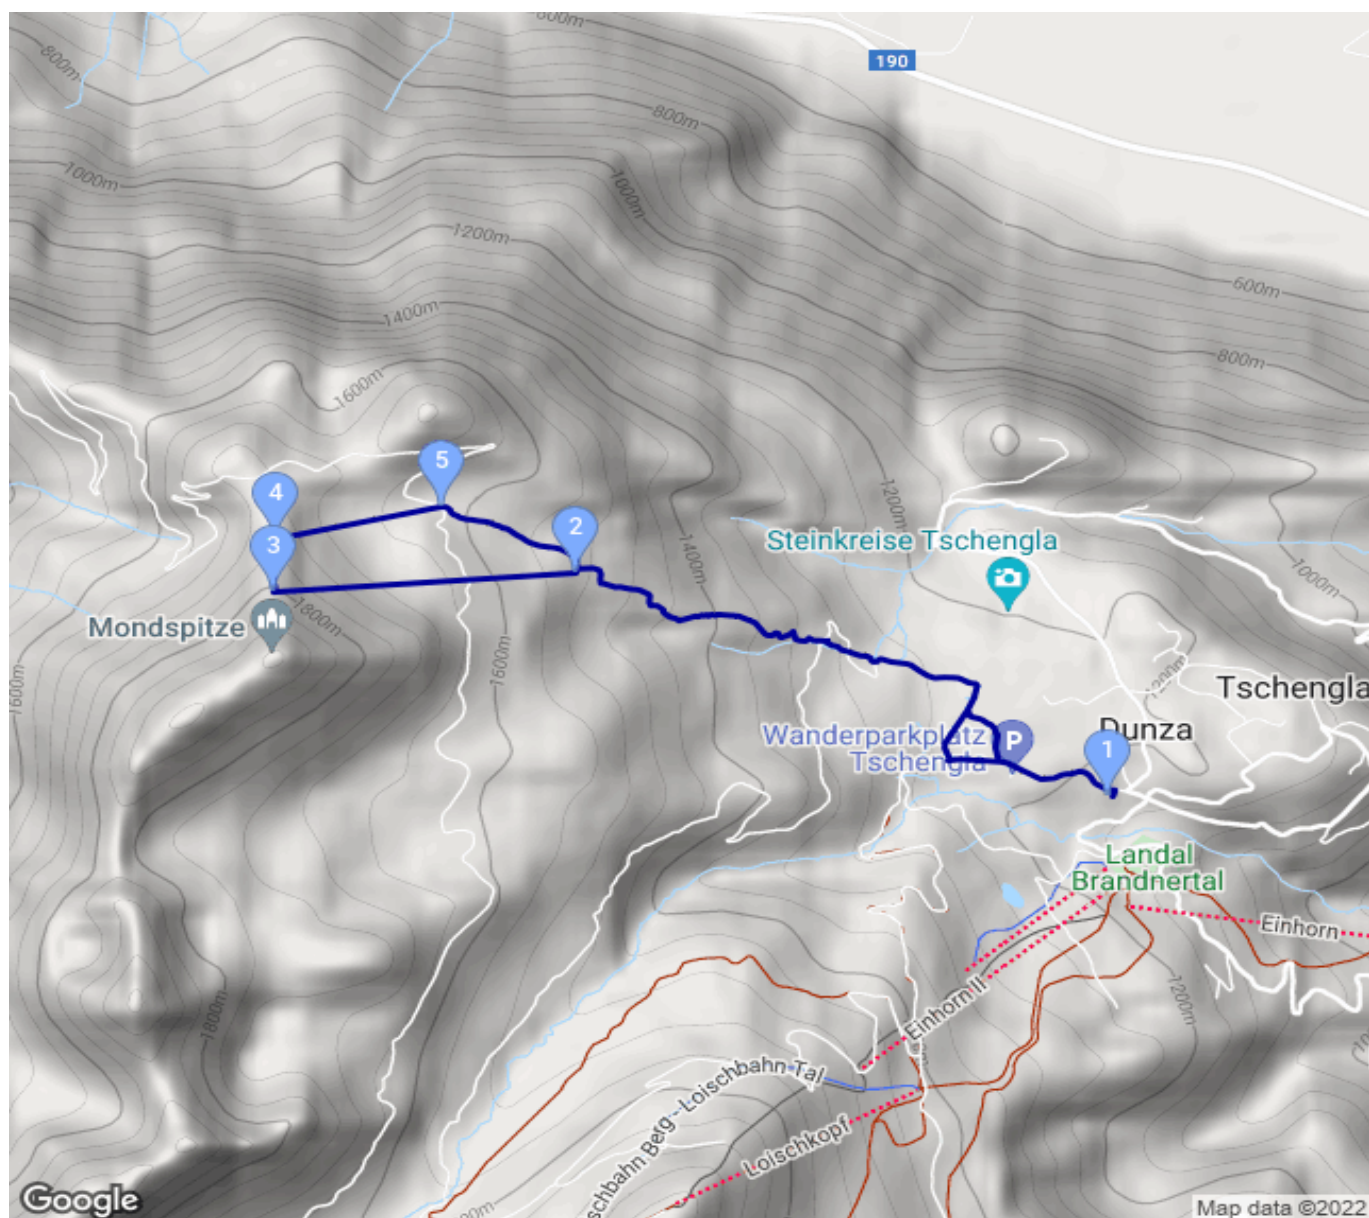 600m
190
800m
800m
1000m
1000m
1200m
600m
1400m
800m
1600m
5
4
1200m
2
Steinkreise Tschengla
3
1400m
1000m
1800m
Mondspitze
1600m
1600m
1200m
Tschengla
Wanderparkplatz
Tschengla
P
Dunza
1
Landal
Brandnertal
Einhorn
Einhorn II
1200m
1800m
Loischbahn Tal
Loischkopf
Google
Map data ©2022